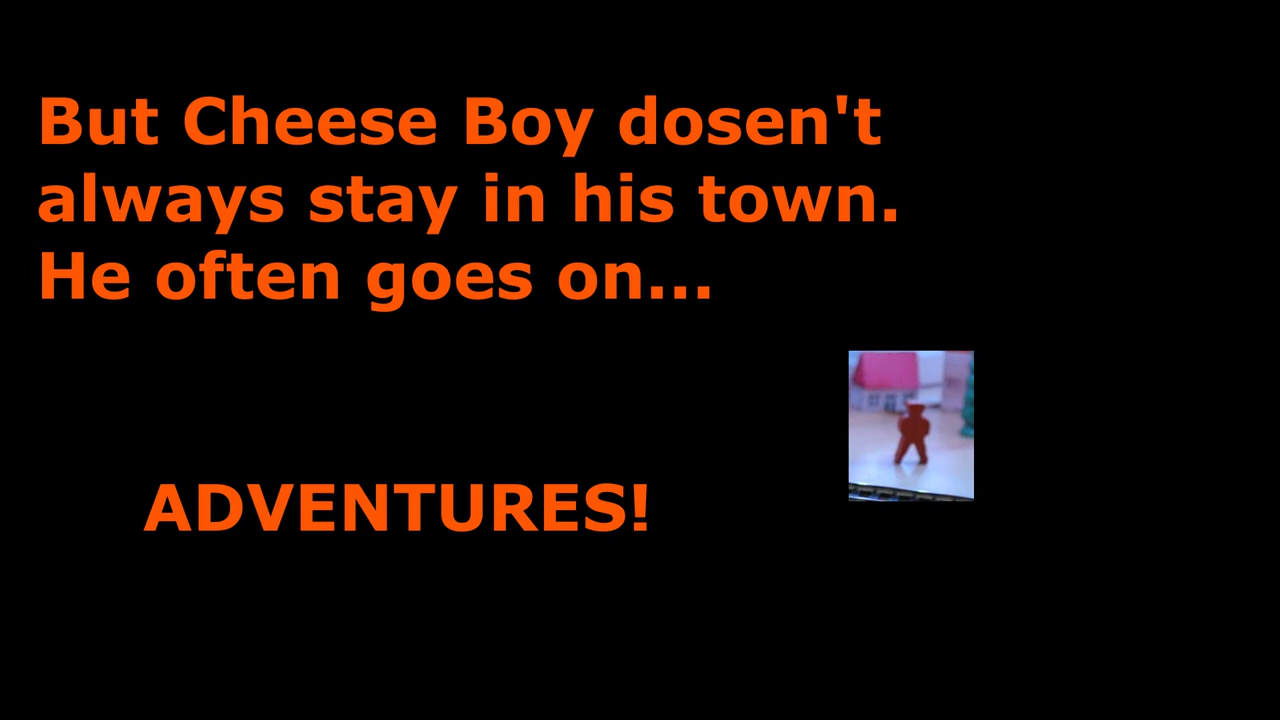 But Cheese Boy dosen't
always stay in his town.
He often goes on...
ADVENTURES!